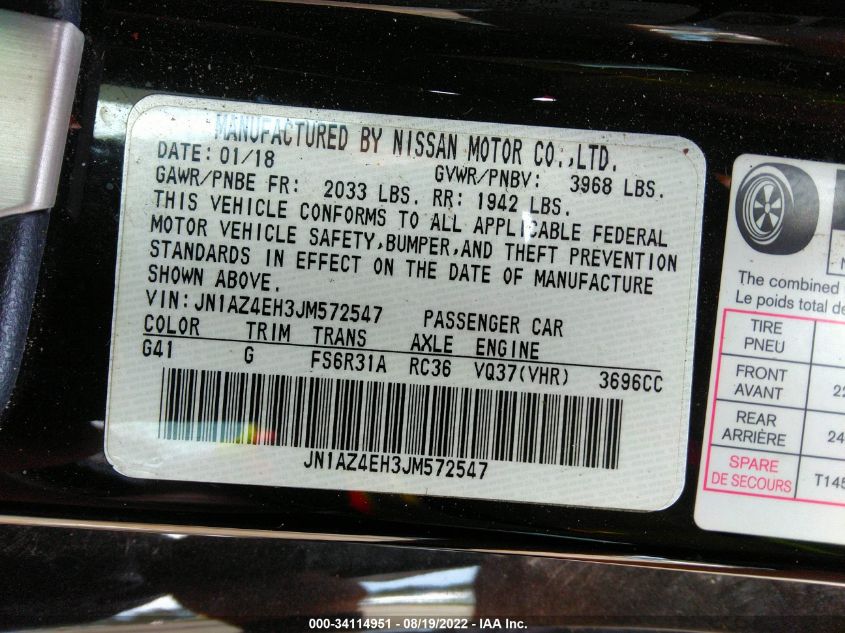 MANUFACTURED BY NISSAN MOTOR CO.,LTD.
DATE: 01/18 GVWR/PNBV: 3968 LBS.
GAWR/PNBE FR: 2033 LBS. RR: 1942 LBS.
THIS VEHICLE CONFORMS TO ALL APPLICABLE FEDERAL
MOTOR VEHICLE SAFETY,BUMPER,AND THEFT PREVENTION
STANDARDS IN EFFECT ON THE DATE OF MANUFACTURE
SHOWN ABOVE.
VIN:JN1AZ4EH3JM572547 PASSENGER CAR
COLOR TRIM TRANS AXLE ENGINE
G41 G FS6R31A RC36 VQ37(VHR) 3696CC
JN1AZ4EH3JM572547
The combined
Le poids total
TIRE
PNEU
FRONT
AVANT
22
REAR
ARRIÈRE
24
SPARE
DE SECOURS
T145
000-34114951 - 08/19/2022 - IAA Inc.